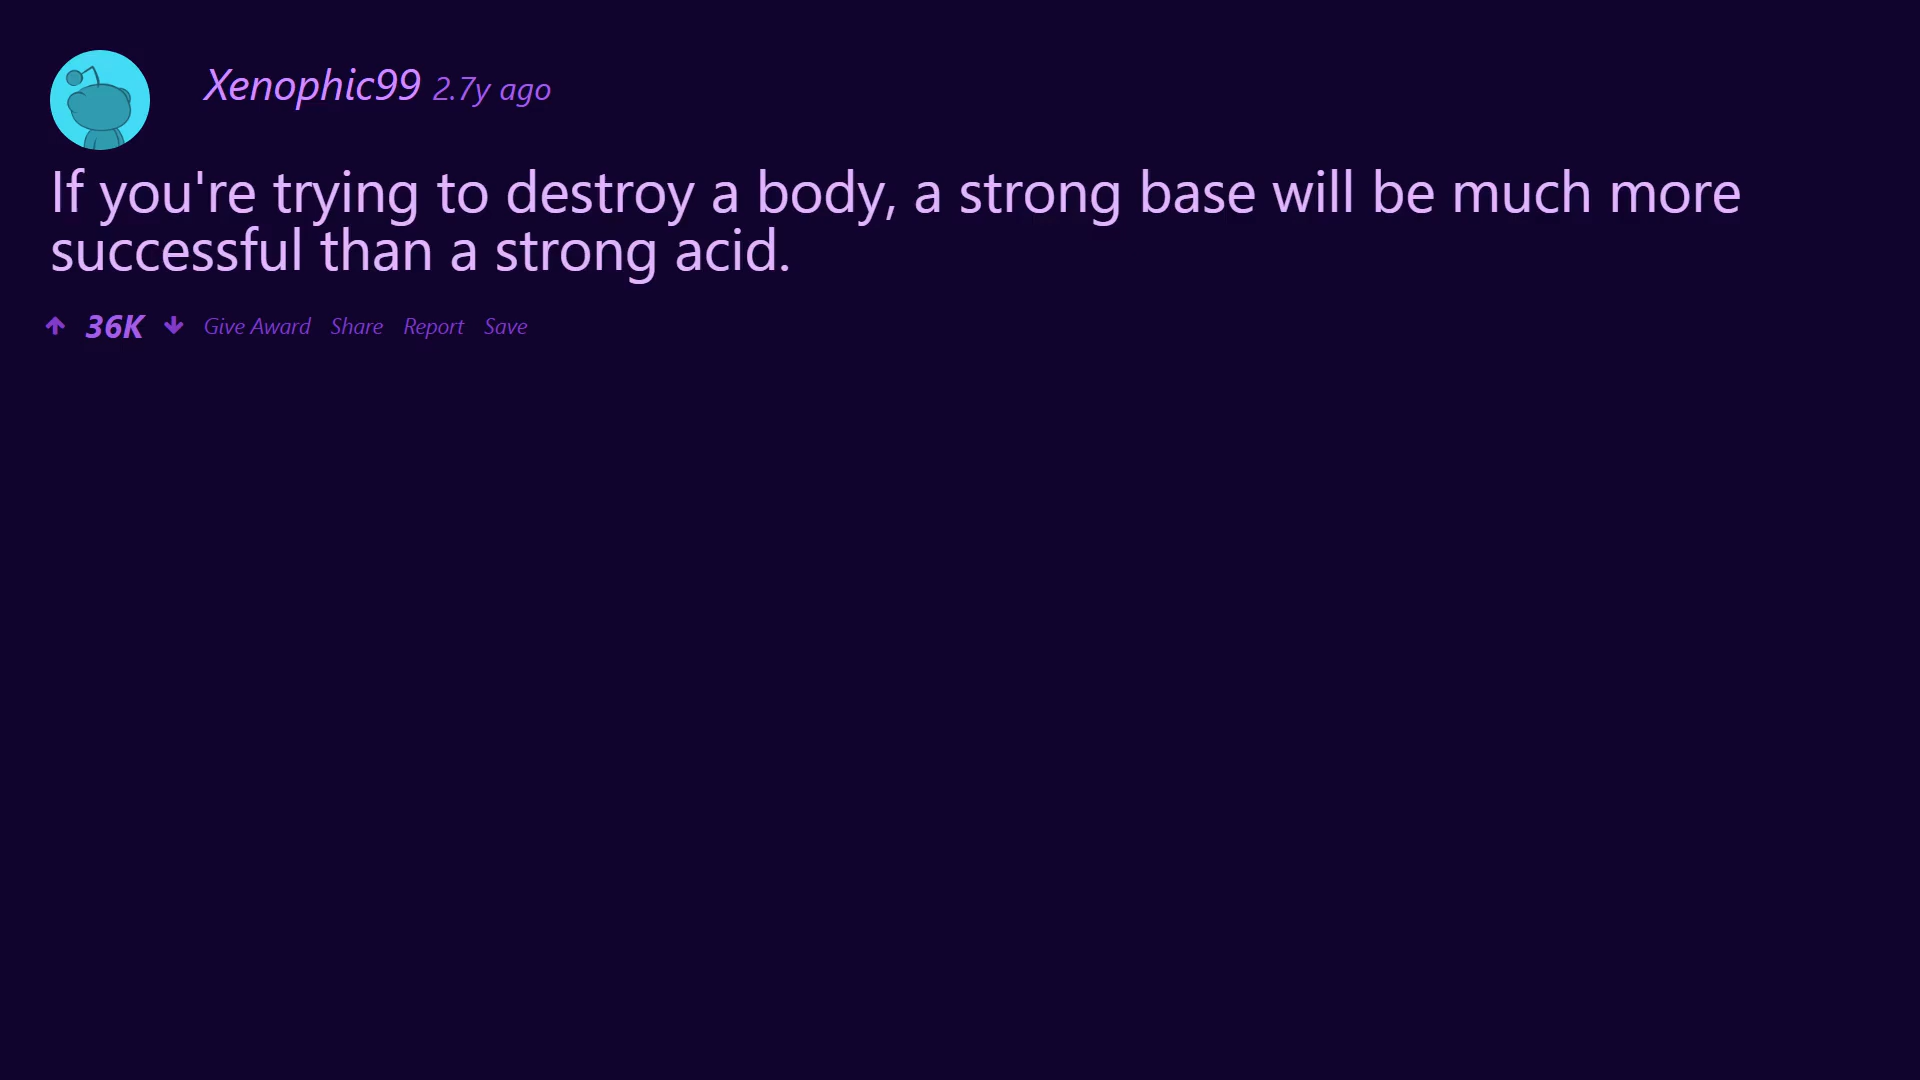 Xenophic99 2.7y ago
If you're trying to destroy a body, a strong base will be much more
successful than a strong acid.
36K Give Award Share Report Save